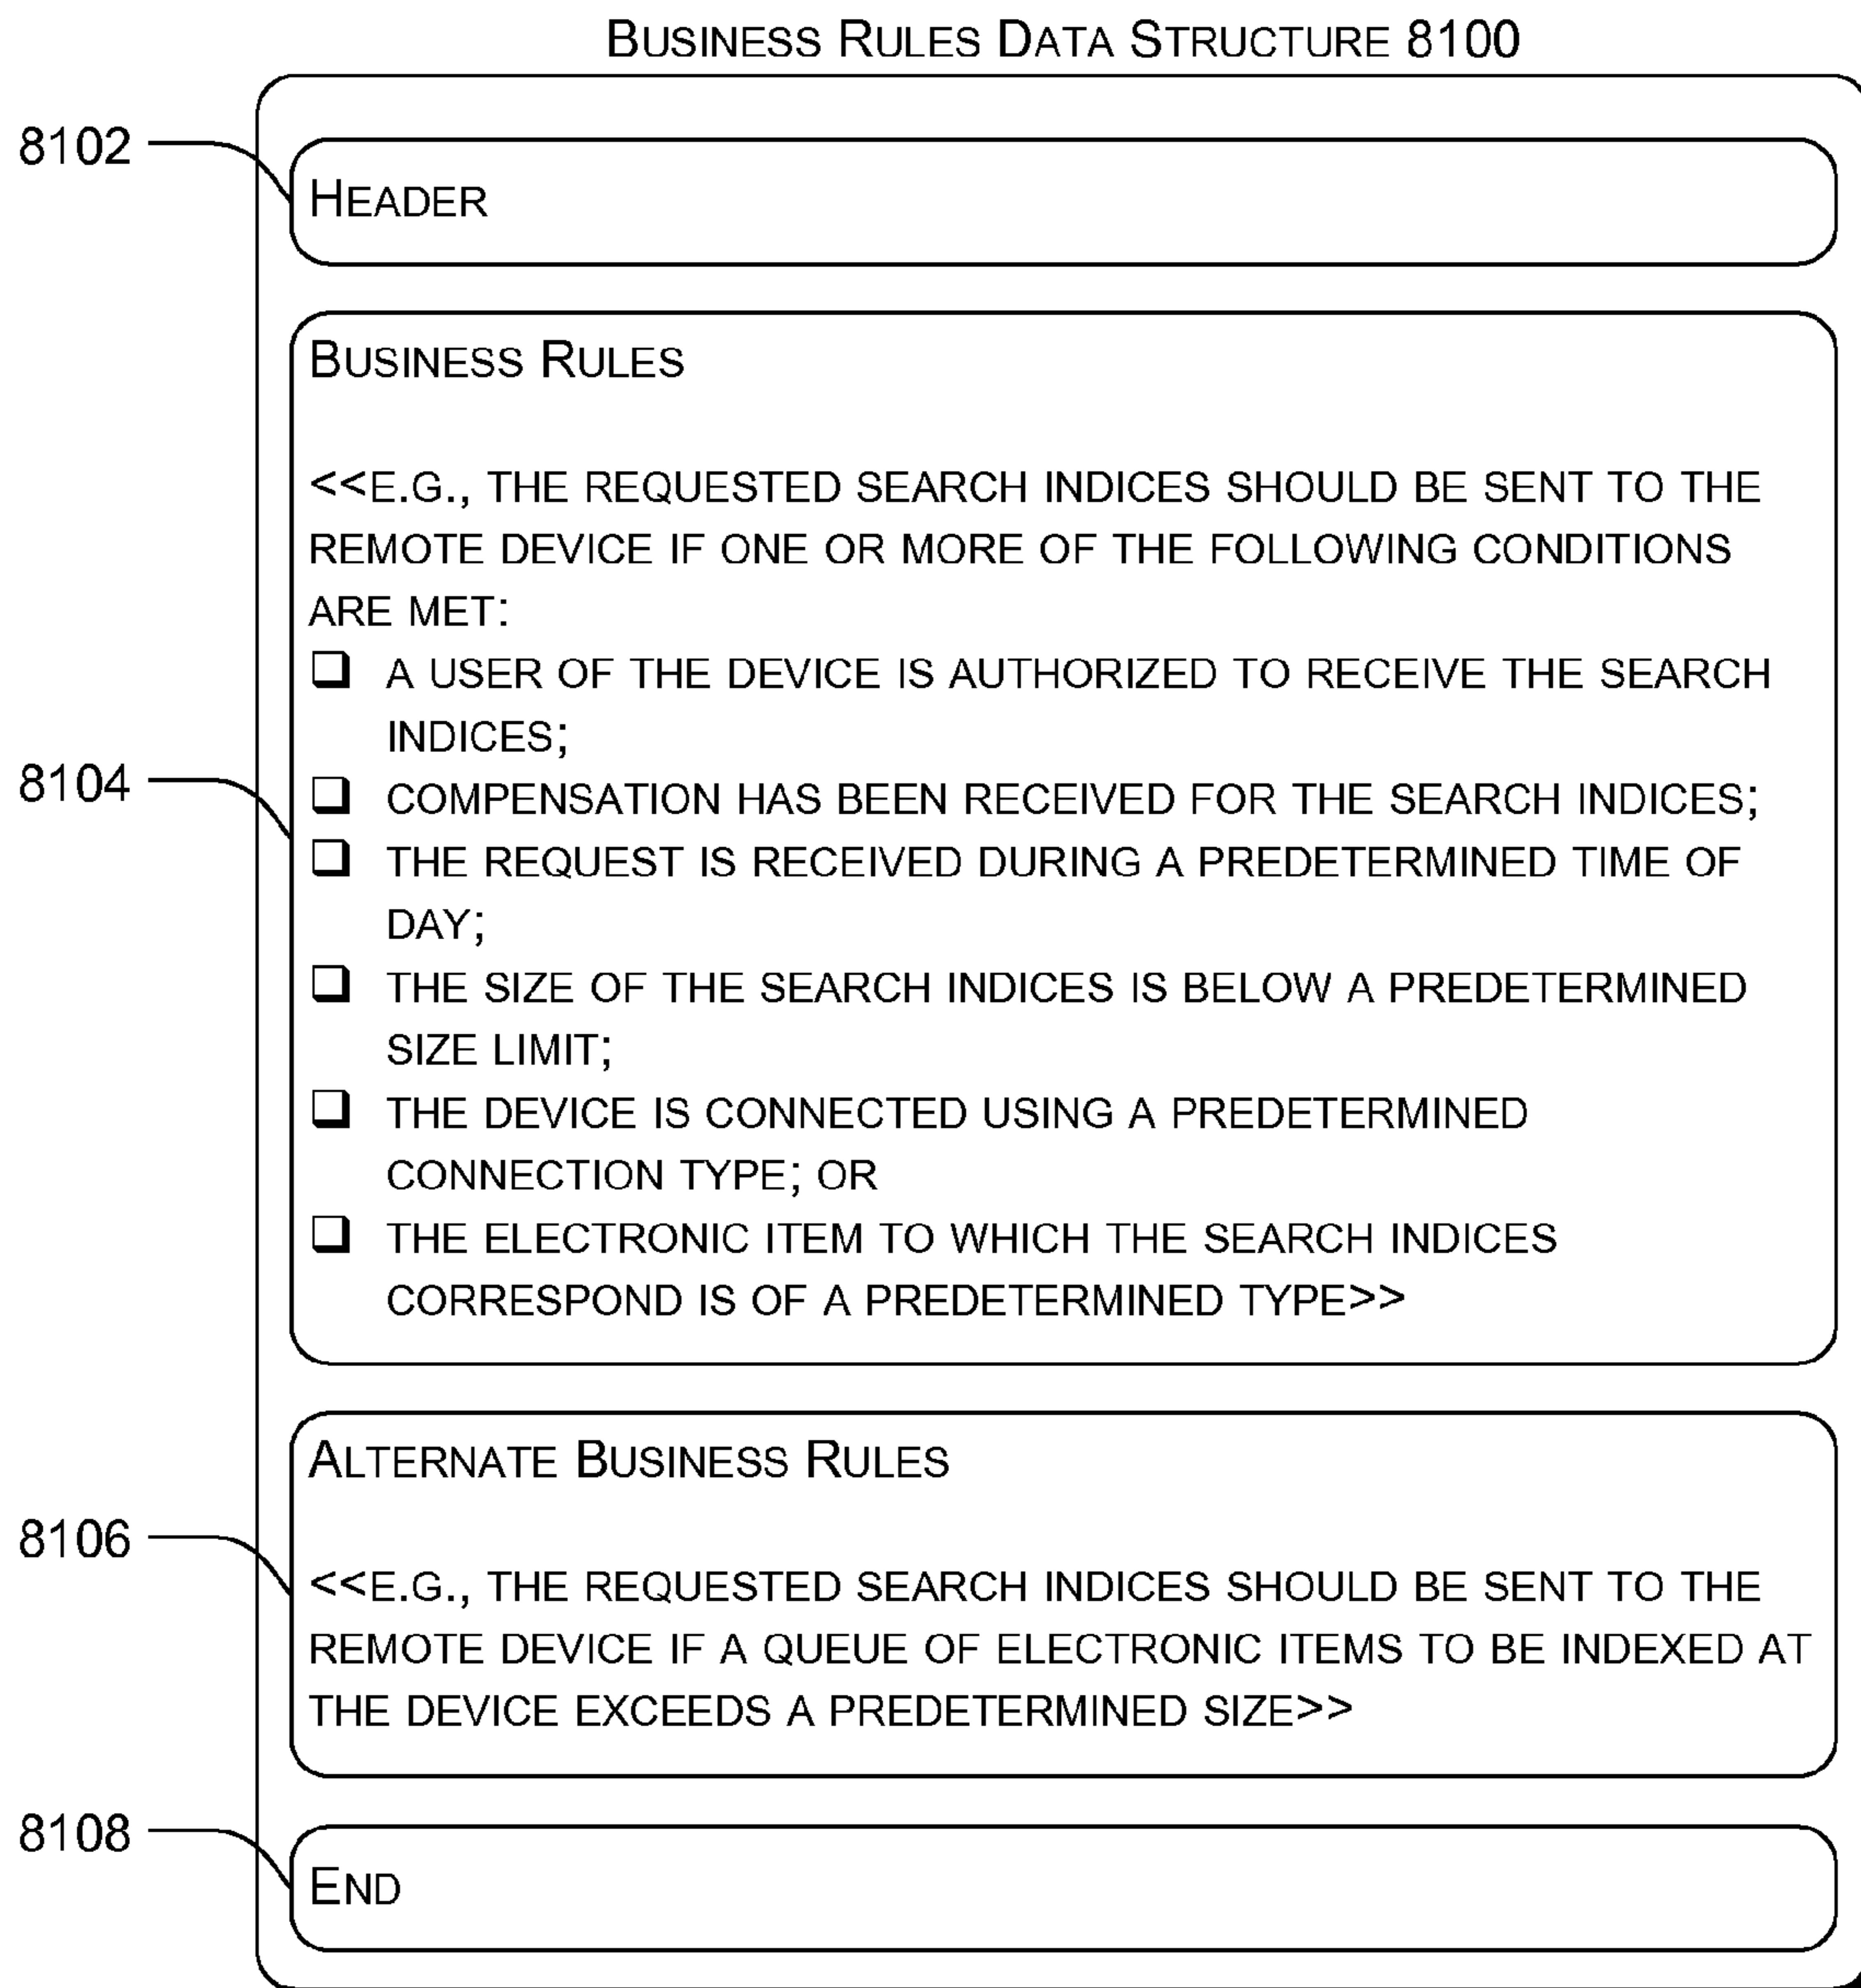 BUSINESS RULES DATA STRUCTURE 8100
8102
HEADER
BUSINESS RULES
<<E.G., THE REQUESTED SEARCH INDICES SHOULD BE SENT TO THE
REMOTE DEVICE IF ONE OR MORE OF THE FOLLOWING CONDITIONS
ARE MET:
❑ A USER OF THE DEVICE IS AUTHORIZED TO RECEIVE THE SEARCH
INDICES;
8104
❑ COMPENSATION HAS BEEN RECEIVED FOR THE SEARCH INDICES;
❑ THE REQUEST IS RECEIVED DURING A PREDETERMINED TIME OF
DAY;
❑ THE SIZE OF THE SEARCH INDICES IS BELOW A PREDETERMINED
SIZE LIMIT;
❑ THE DEVICE IS CONNECTED USING A PREDETERMINED
CONNECTION TYPE; OR
❑ THE ELECTRONIC ITEM TO WHICH THE SEARCH INDICES
CORRESPOND IS OF A PREDETERMINED TYPE>>
ALTERNATE BUSINESS RULES
8106
<<E.G., THE REQUESTED SEARCH INDICES SHOULD BE SENT TO THE
REMOTE DEVICE IF A QUEUE OF ELECTRONIC ITEMS TO BE INDEXED AT
THE DEVICE EXCEEDS A PREDETERMINED SIZE>>
8108
END